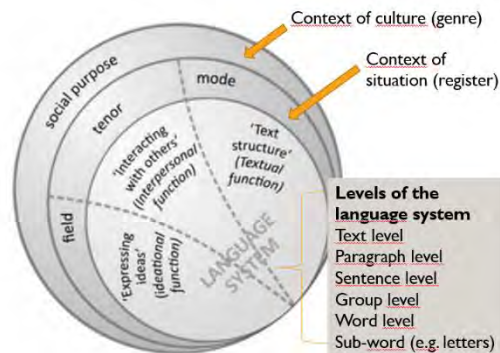 Context of culture (genre)
Context of
situation (register)
social purpose
tenor
mode
field
'Interacting
with others'
(Interpersonal
function)
'Text
structure'
(Textual
function)
'Expressing
ideas'
(ideational
function)
LANGUAGE
SYSTEM
Levels of the
language system
Text level
Paragraph level
Sentence level
Group level
Word level
Sub-word (e.g. letters)